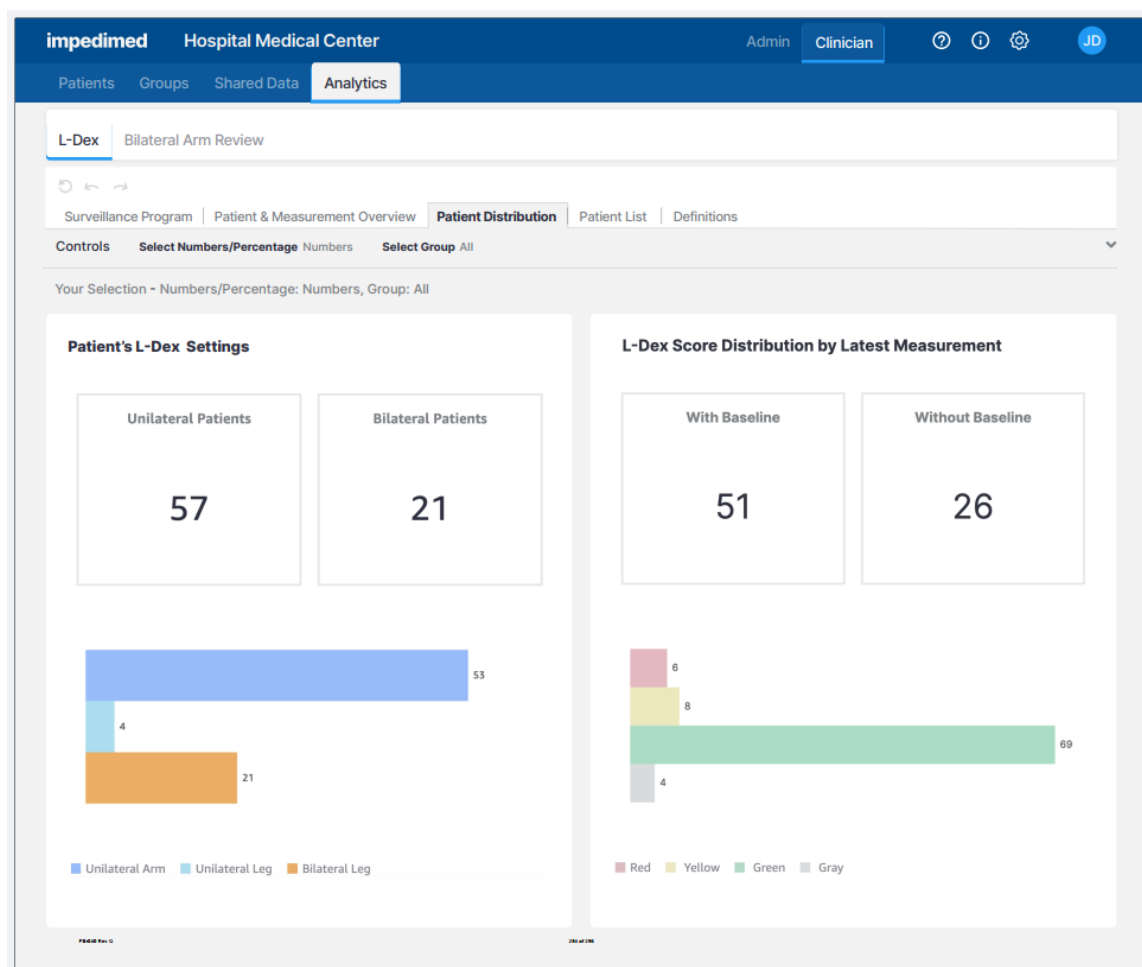 impedimed Hospital Medical Center Admin Clinician JD
Patients Groups Shared Data Analytics
L-Dex Bilateral Arm Review
Surveillance Program Patient & Measurement Overview Patient Distribution Patient List Definitions
Controls Select Numbers/Percentage Numbers Select Group All
Your Selection - Numbers/Percentage: Numbers, Group: All
Patient's L-Dex Settings
Unilateral Patients
57
Bilateral Patients
21
53
4
21
Unilateral Arm Unilateral Leg Bilateral Leg
L-Dex Score Distribution by Latest Measurement
With Baseline
51
Without Baseline
26
6
8
69
4
Red Yellow Green Gray